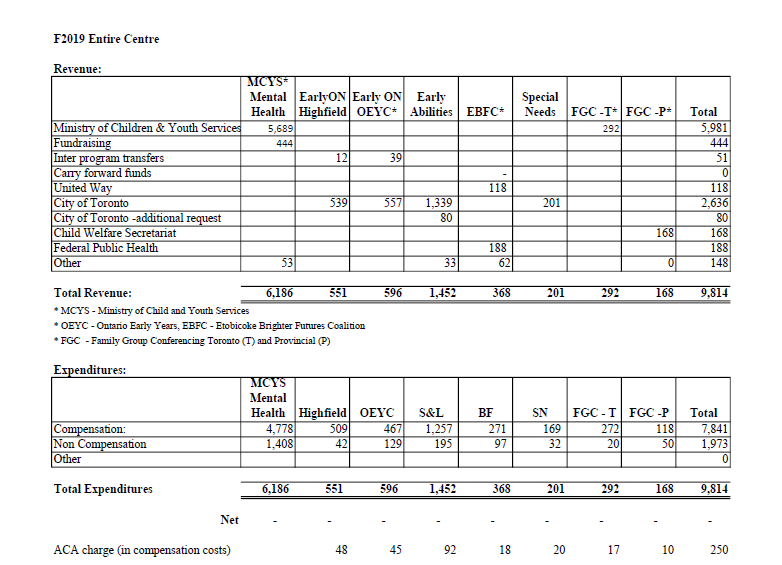 F2019 Entire Centre
Revenue:
MCYS* Mental Health EarlyON Highfield Early ON OEYC* Early Abilities EBFC* Special Needs FGC -T* FGC -P* Total
Ministry of Children & Youth Services 5,689 292 5,981
Fundraising 444 444
Inter program transfers 12 39 51
Carry forward funds - 0
United Way 118 118
City of Toronto 539 557 1,339 201 2,636
City of Toronto -additional request 80 80
Child Welfare Secretariat 168 168
Federal Public Health 188 188
Other 53 33 62 0 148
Total Revenue: 6,186 551 596 1,452 368 201 292 168 9,814
* MCYS - Ministry of Child and Youth Services
* OEYC - Ontario Early Years, EBFC - Etobicoke Brighter Futures Coalition
* FGC - Family Group Conferencing Toronto (T) and Provincial (P)
Expenditures:
MCYS Mental Health Highfield OEYC S&L BF SN FGC - T FGC -P Total
Compensation: 4,778 509 467 1,257 271 169 272 118 7,841
Non Compensation 1,408 42 129 195 97 32 20 50 1,973
Other 0
Total Expenditures 6,186 551 596 1,452 368 201 292 168 9,814
Net - - - - - - - - -
ACA charge (in compensation costs) 48 45 92 18 20 17 10 250